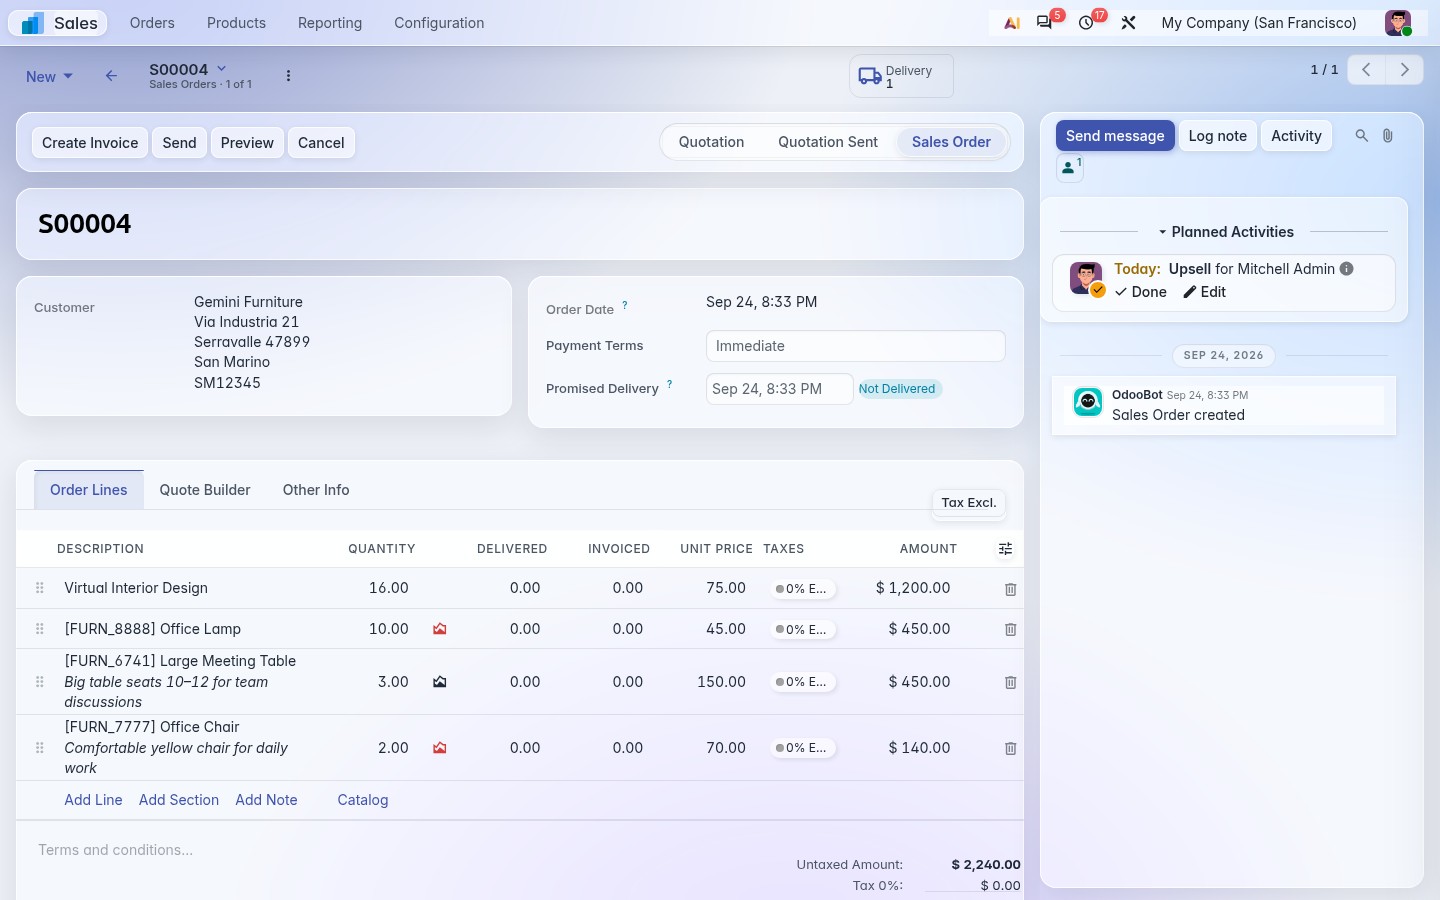 Sales
Orders
Products
Reporting
Configuration
AI
5
17
My Company (San Francisco)
New
S00004
Sales Orders · 1 of 1
Delivery
1
1 / 1
Create Invoice
Send
Preview
Cancel
Quotation
Quotation Sent
Sales Order
Send message
Log note
Activity
1
S00004
Planned Activities
Today: Upsell for Mitchell Admin
Done
Edit
Customer
Gemini Furniture
Via Industria 21
Serravalle 47899
San Marino
SM12345
Order Date ?
Sep 24, 8:33 PM
Payment Terms
Immediate
Promised Delivery ?
Sep 24, 8:33 PM
Not Delivered
SEP 24, 2026
OdooBot Sep 24, 8:33 PM
Sales Order created
Order Lines
Quote Builder
Other Info
Tax Excl.
DESCRIPTION QUANTITY DELIVERED INVOICED UNIT PRICE TAXES AMOUNT
Virtual Interior Design 16.00 0.00 0.00 75.00 0% E... $ 1,200.00
[FURN_8888] Office Lamp 10.00 0.00 0.00 45.00 0% E... $ 450.00
[FURN_6741] Large Meeting Table
Big table seats 10–12 for team 3.00 0.00 0.00 150.00 0% E... $ 450.00
discussions
[FURN_7777] Office Chair
Comfortable yellow chair for daily 2.00 0.00 0.00 70.00 0% E... $ 140.00
work
Add Line
Add Section
Add Note
Catalog
Terms and conditions...
Untaxed Amount: $ 2,240.00
Tax 0%: $ 0.00